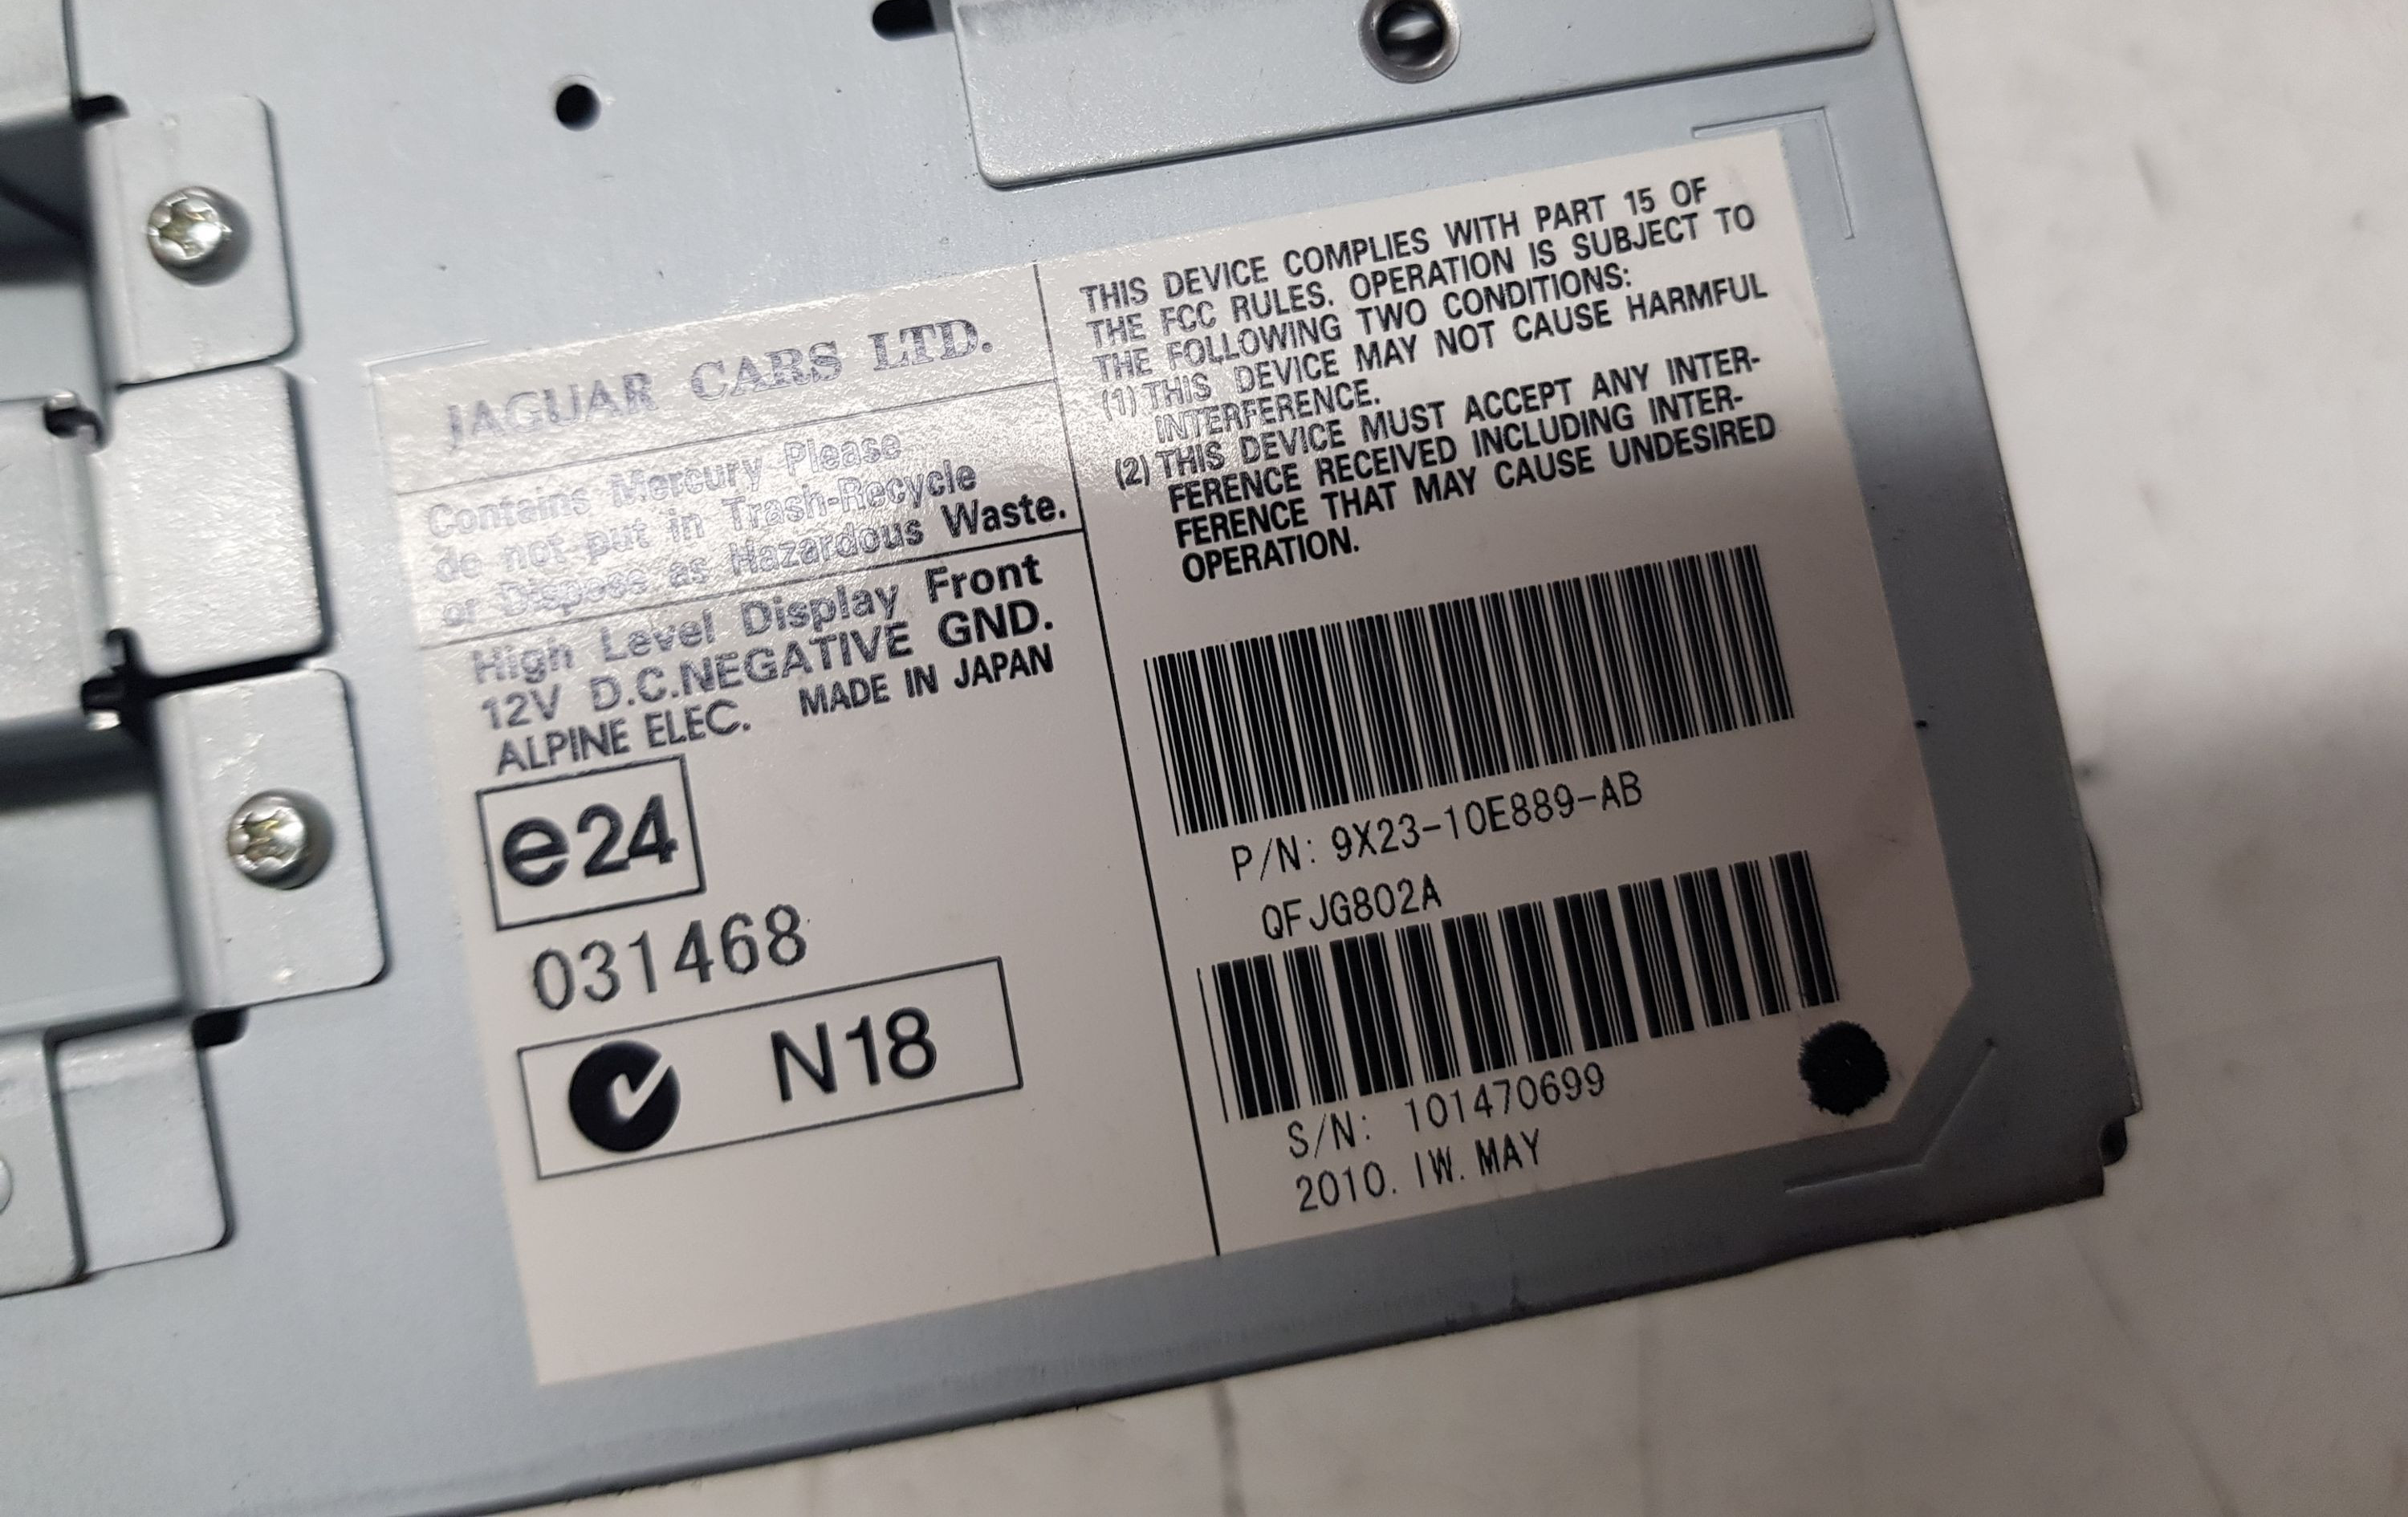 JAGUAR CARS LTD.
Contains Mercury Please
do not put in Trash-Recycle
or Dispose as Hazardous Waste.
High Level Display Front
12V D.C.NEGATIVE GND.
ALPINE ELEC. MADE IN JAPAN
e24
031468
N18
THIS DEVICE COMPLIES WITH PART 15 OF
THE FCC RULES. OPERATION IS SUBJECT TO
THE FOLLOWING TWO CONDITIONS:
(1) THIS DEVICE MAY NOT CAUSE HARMFUL
INTERFERENCE.
(2) THIS DEVICE MUST ACCEPT ANY INTER-
FERENCE RECEIVED INCLUDING INTER-
FERENCE THAT MAY CAUSE UNDESIRED
OPERATION.
P/N: 9X23-10E889-AB
QFJG802A
S/N: 101470699
2010. IW. MAY